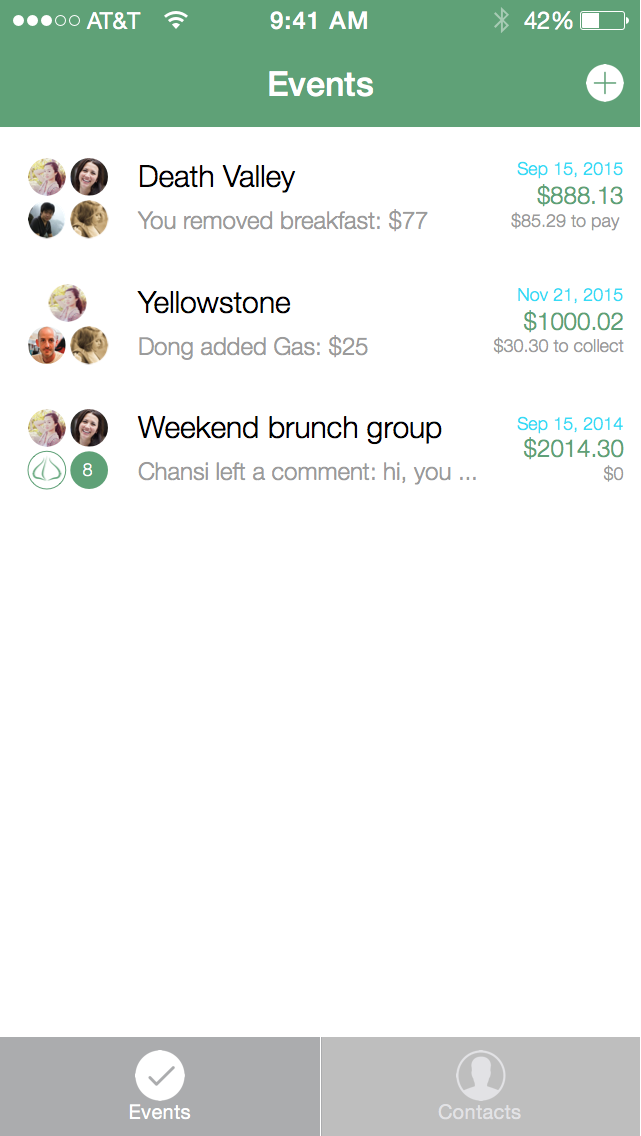 AT&T 9:41 AM 42%
Events
Death Valley
Sep 15, 2015
$888.13
You removed breakfast: $77
$85.29 to pay
Yellowstone
Nov 21, 2015
$1000.02
Dong added Gas: $25
$30.30 to collect
Weekend brunch group
Sep 15, 2014
$2014.30
8
Chansi left a comment: hi, you ...
$0
Events
Contacts